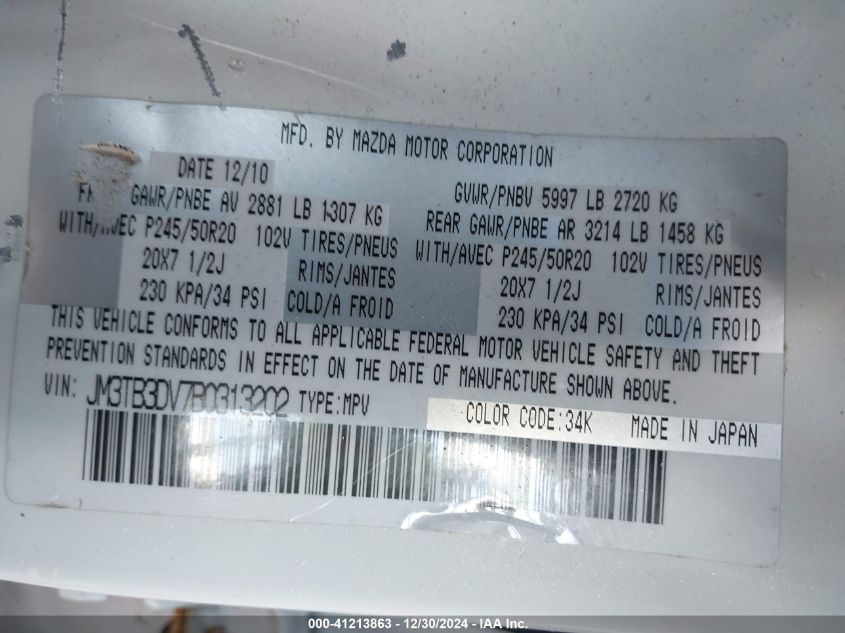 MFD. BY MAZDA MOTOR CORPORATION
DATE 12/10 GVWR/PNBV 5997 LB 2720 KG
GAWR/PNBE AV 2881 LB 1307 KG REAR GAWR/PNBE AR 3214 LB 1458 KG
WITH/AVEC P245/50R20 102V TIRES/PNEUS WITH/AVEC P245/50R20 102V TIRES/PNEUS
20X7 1/2J RIMS/JANTES 20X7 1/2J RIMS/JANTES
230 KPA/34 PSI COLD/A FROID 230 KPA/34 PSI COLD/A FROID
THIS VEHICLE CONFORMS TO ALL APPLICABLE FEDERAL MOTOR VEHICLE SAFETY AND THEFT
PREVENTION STANDARDS IN EFFECT ON THE DATE OF MANUFACTURE SHOWN ABOVE.
VIN: JM3TB3DV7B0313202 TYPE:MPV
COLOR CODE:34K MADE IN JAPAN
000-41213863 - 12/30/2024 - IAA Inc.